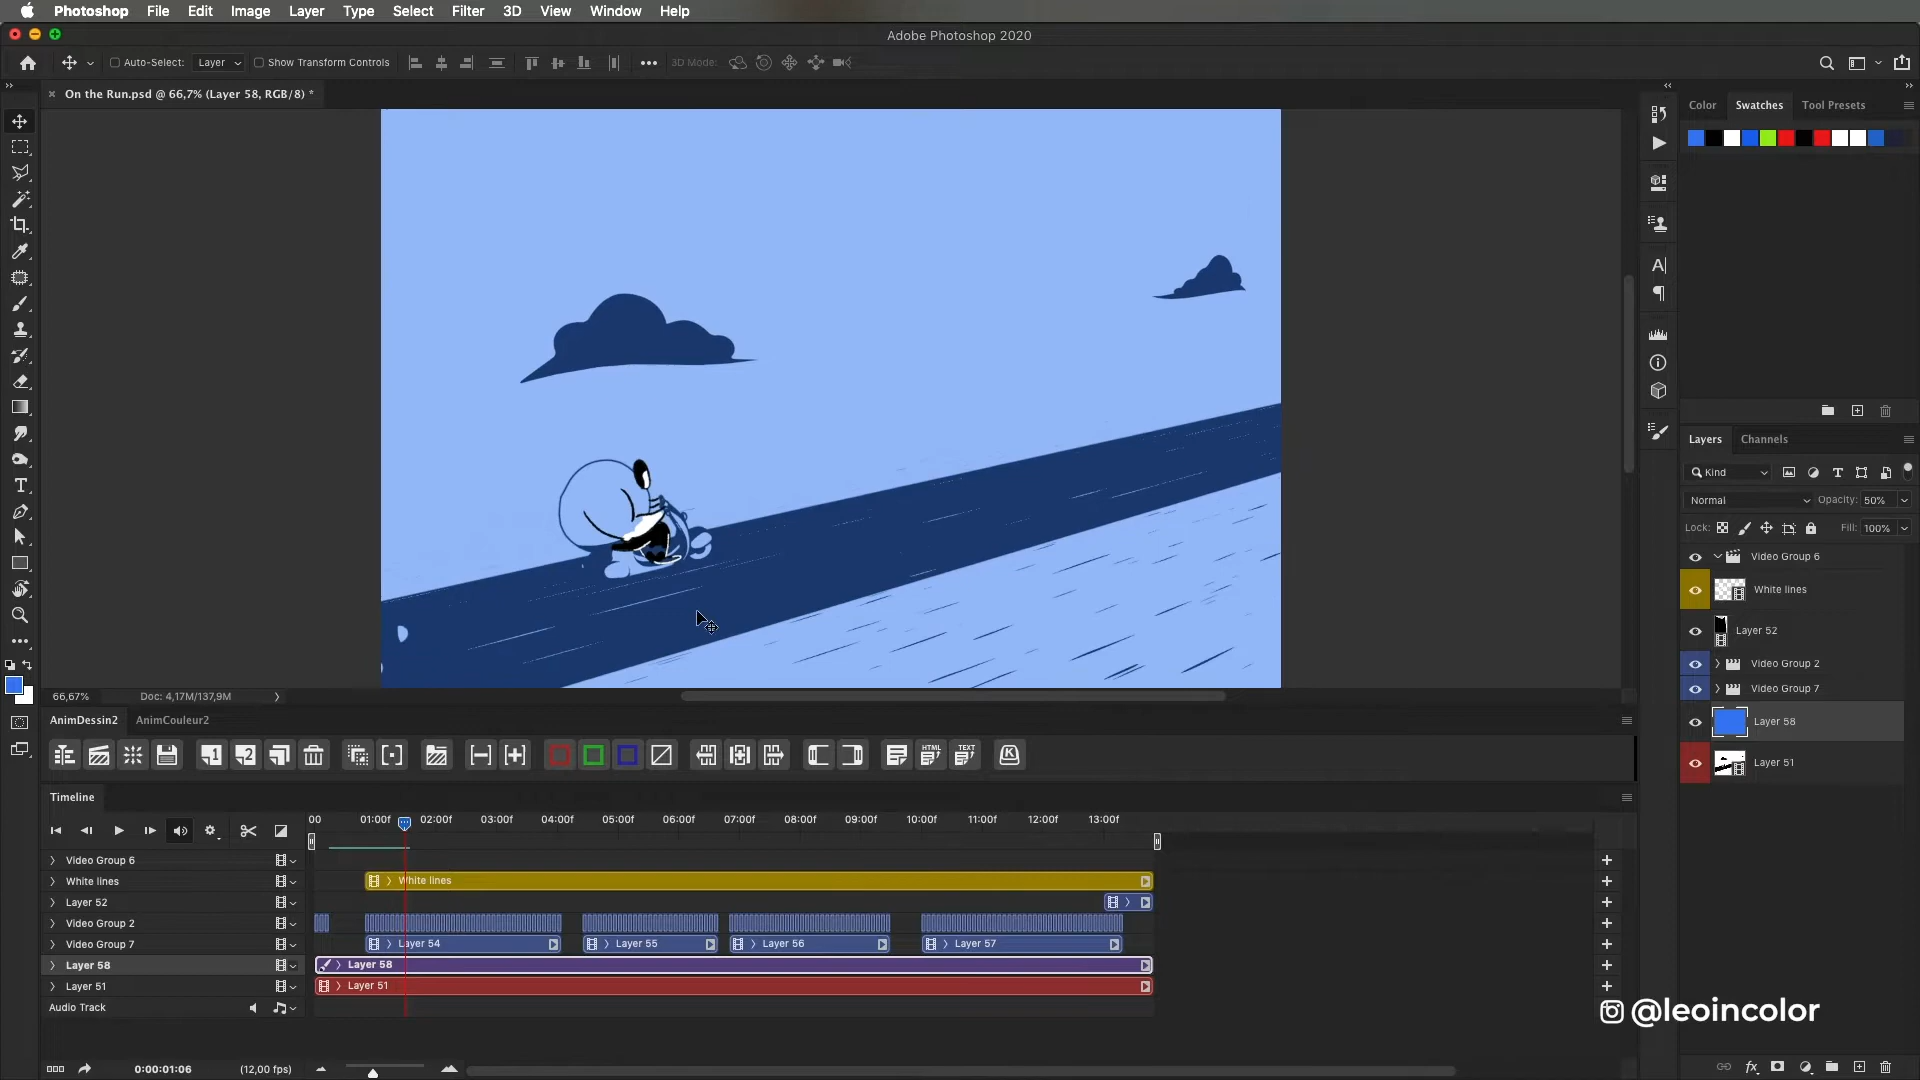 Photoshop File Edit Image Layer Type Select Filter 3D View Window Help
Adobe Photoshop 2020
Auto-Select: Layer Show Transform Controls 3D Mode:
On the Run.psd @ 66,7% (Layer 58, RGB/8) *
Color Swatches Tool Presets
Layers Channels
Kind
Normal Opacity: 50%
Lock: Fill: 100%
Video Group 6
White lines
Layer 52
Video Group 2
Video Group 7
Layer 58
Layer 51
66,67% Doc: 4,17M/137,9M
AnimDessin2 AnimCouleur2
1 2 HTML TEXT K
Timeline
00 01:00f 02:00f 03:00f 04:00f 05:00f 06:00f 07:00f 08:00f 09:00f 10:00f 11:00f 12:00f 13:00f
Video Group 6
White lines White lines
Layer 52
Video Group 2
Video Group 7 Layer 54 Layer 55 Layer 56 Layer 57
Layer 58 Layer 58
Layer 51 Layer 51
Audio Track
@leoincolor
0:00:01:06 (12,00 fps)